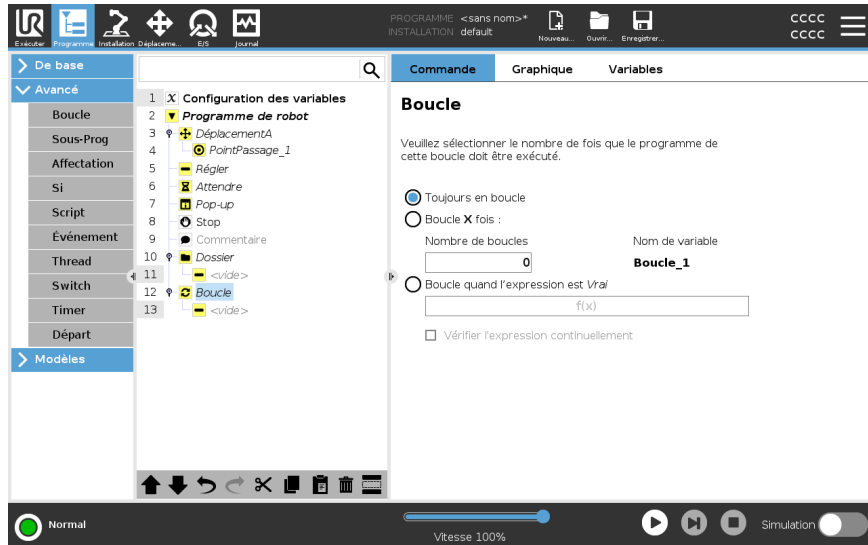 PROGRAMME <sans nom>*
INSTALLATION default
UR
Exécuter
Programme
Installation
Déplaceme...
E/S
Journal
Nouveau...
Ouvrir...
Enregistrer...
CCCC
CCCC
De base
Avancé
Boucle
Sous-Prog
Affectation
Si
Script
Événement
Thread
Switch
Timer
Départ
Modèles
1 X Configuration des variables
2 Programme de robot
3 DéplacementA
4 PointPassage_1
5 Régler
6 Attendre
7 Pop-up
8 Stop
9 Commentaire
10 Dossier
11 <vide>
12 Boucle
13 <vide>
Commande Graphique Variables
Boucle
Veuillez sélectionner le nombre de fois que le programme de
cette boucle doit être exécuté.
Toujours en boucle
Boucle X fois :
Nombre de boucles Nom de variable
0 Boucle_1
Boucle quand l'expression est Vrai
f(x)
Vérifier l'expression continuellement
Normal
Vitesse 100%
Simulation